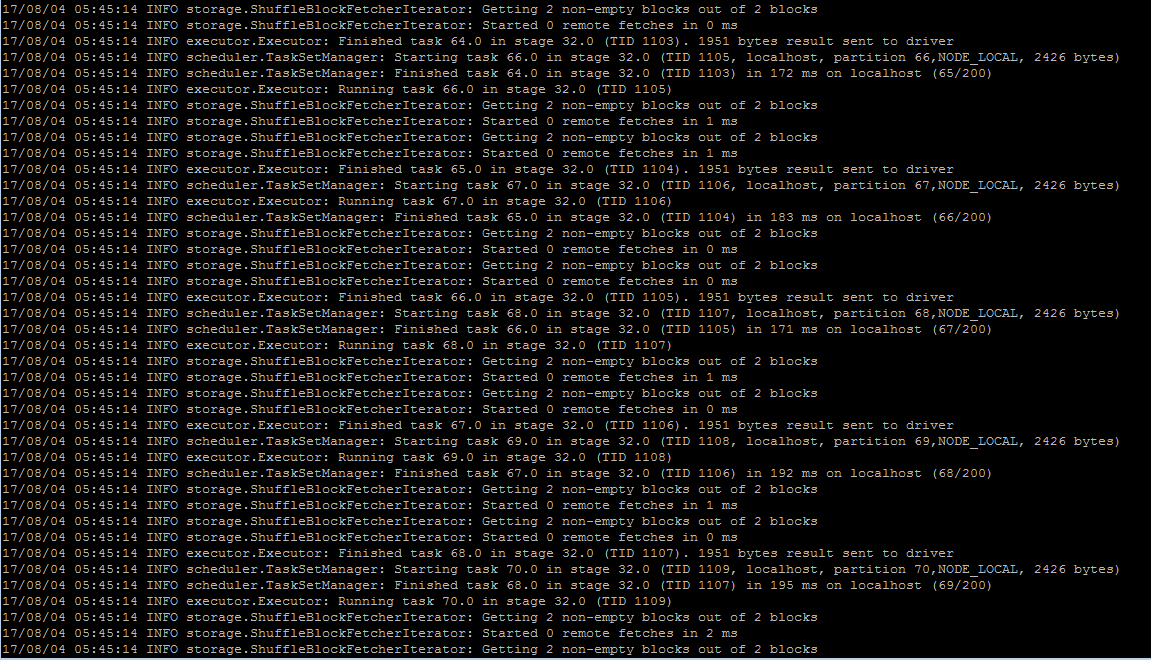 17/08/04 05:45:14 INFO storage.ShuffleBlockFetcherIterator: Getting 2 non-empty blocks out of 2 blocks
17/08/04 05:45:14 INFO storage.ShuffleBlockFetcherIterator: Started 0 remote fetches in 0 ms
17/08/04 05:45:14 INFO executor.Executor: Finished task 64.0 in stage 32.0 (TID 1103). 1951 bytes result sent to driver
17/08/04 05:45:14 INFO scheduler.TaskSetManager: Starting task 66.0 in stage 32.0 (TID 1105, localhost, partition 66,NODE_LOCAL, 2426 bytes)
17/08/04 05:45:14 INFO scheduler.TaskSetManager: Finished task 64.0 in stage 32.0 (TID 1103) in 172 ms on localhost (65/200)
17/08/04 05:45:14 INFO executor.Executor: Running task 66.0 in stage 32.0 (TID 1105)
17/08/04 05:45:14 INFO storage.ShuffleBlockFetcherIterator: Getting 2 non-empty blocks out of 2 blocks
17/08/04 05:45:14 INFO storage.ShuffleBlockFetcherIterator: Started 0 remote fetches in 1 ms
17/08/04 05:45:14 INFO storage.ShuffleBlockFetcherIterator: Getting 2 non-empty blocks out of 2 blocks
17/08/04 05:45:14 INFO storage.ShuffleBlockFetcherIterator: Started 0 remote fetches in 1 ms
17/08/04 05:45:14 INFO executor.Executor: Finished task 65.0 in stage 32.0 (TID 1104). 1951 bytes result sent to driver
17/08/04 05:45:14 INFO scheduler.TaskSetManager: Starting task 67.0 in stage 32.0 (TID 1106, localhost, partition 67,NODE_LOCAL, 2426 bytes)
17/08/04 05:45:14 INFO executor.Executor: Running task 67.0 in stage 32.0 (TID 1106)
17/08/04 05:45:14 INFO scheduler.TaskSetManager: Finished task 65.0 in stage 32.0 (TID 1104) in 183 ms on localhost (66/200)
17/08/04 05:45:14 INFO storage.ShuffleBlockFetcherIterator: Getting 2 non-empty blocks out of 2 blocks
17/08/04 05:45:14 INFO storage.ShuffleBlockFetcherIterator: Started 0 remote fetches in 0 ms
17/08/04 05:45:14 INFO storage.ShuffleBlockFetcherIterator: Getting 2 non-empty blocks out of 2 blocks
17/08/04 05:45:14 INFO storage.ShuffleBlockFetcherIterator: Started 0 remote fetches in 0 ms
17/08/04 05:45:14 INFO executor.Executor: Finished task 66.0 in stage 32.0 (TID 1105). 1951 bytes result sent to driver
17/08/04 05:45:14 INFO scheduler.TaskSetManager: Starting task 68.0 in stage 32.0 (TID 1107, localhost, partition 68,NODE_LOCAL, 2426 bytes)
17/08/04 05:45:14 INFO scheduler.TaskSetManager: Finished task 66.0 in stage 32.0 (TID 1105) in 171 ms on localhost (67/200)
17/08/04 05:45:14 INFO executor.Executor: Running task 68.0 in stage 32.0 (TID 1107)
17/08/04 05:45:14 INFO storage.ShuffleBlockFetcherIterator: Getting 2 non-empty blocks out of 2 blocks
17/08/04 05:45:14 INFO storage.ShuffleBlockFetcherIterator: Started 0 remote fetches in 1 ms
17/08/04 05:45:14 INFO storage.ShuffleBlockFetcherIterator: Getting 2 non-empty blocks out of 2 blocks
17/08/04 05:45:14 INFO storage.ShuffleBlockFetcherIterator: Started 0 remote fetches in 0 ms
17/08/04 05:45:14 INFO executor.Executor: Finished task 67.0 in stage 32.0 (TID 1106). 1951 bytes result sent to driver
17/08/04 05:45:14 INFO scheduler.TaskSetManager: Starting task 69.0 in stage 32.0 (TID 1108, localhost, partition 69,NODE_LOCAL, 2426 bytes)
17/08/04 05:45:14 INFO executor.Executor: Running task 69.0 in stage 32.0 (TID 1108)
17/08/04 05:45:14 INFO scheduler.TaskSetManager: Finished task 67.0 in stage 32.0 (TID 1106) in 192 ms on localhost (68/200)
17/08/04 05:45:14 INFO storage.ShuffleBlockFetcherIterator: Getting 2 non-empty blocks out of 2 blocks
17/08/04 05:45:14 INFO storage.ShuffleBlockFetcherIterator: Started 0 remote fetches in 1 ms
17/08/04 05:45:14 INFO storage.ShuffleBlockFetcherIterator: Getting 2 non-empty blocks out of 2 blocks
17/08/04 05:45:14 INFO storage.ShuffleBlockFetcherIterator: Started 0 remote fetches in 0 ms
17/08/04 05:45:14 INFO executor.Executor: Finished task 68.0 in stage 32.0 (TID 1107). 1951 bytes result sent to driver
17/08/04 05:45:14 INFO scheduler.TaskSetManager: Starting task 70.0 in stage 32.0 (TID 1109, localhost, partition 70,NODE_LOCAL, 2426 bytes)
17/08/04 05:45:14 INFO scheduler.TaskSetManager: Finished task 68.0 in stage 32.0 (TID 1107) in 195 ms on localhost (69/200)
17/08/04 05:45:14 INFO executor.Executor: Running task 70.0 in stage 32.0 (TID 1109)
17/08/04 05:45:14 INFO storage.ShuffleBlockFetcherIterator: Getting 2 non-empty blocks out of 2 blocks
17/08/04 05:45:14 INFO storage.ShuffleBlockFetcherIterator: Started 0 remote fetches in 2 ms
17/08/04 05:45:14 INFO storage.ShuffleBlockFetcherIterator: Getting 2 non-empty blocks out of 2 blocks